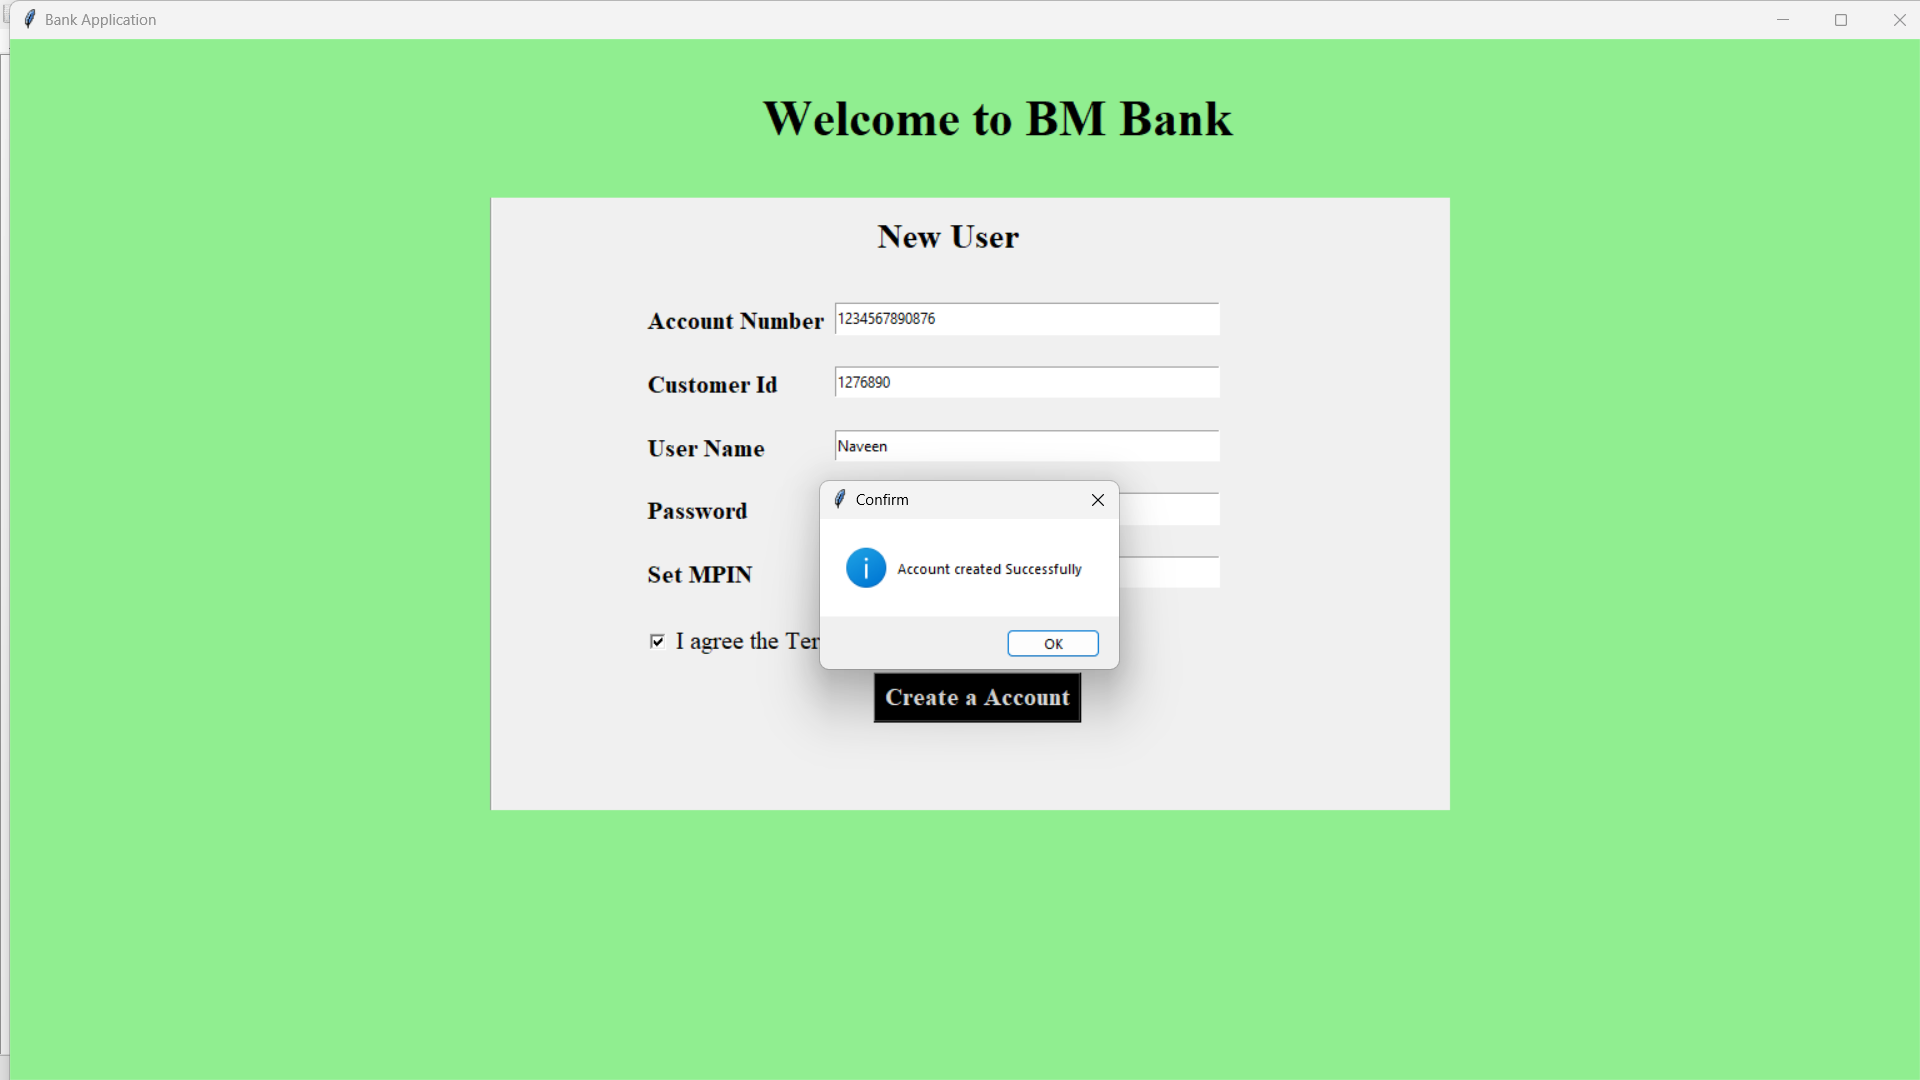 Bank Application
Welcome to BM Bank
New User
Account Number 1234567890876
Customer Id 1276890
User Name Naveen
Password
Set MPIN
Confirm
Account created Successfully
OK
I agree the Ter
Create a Account